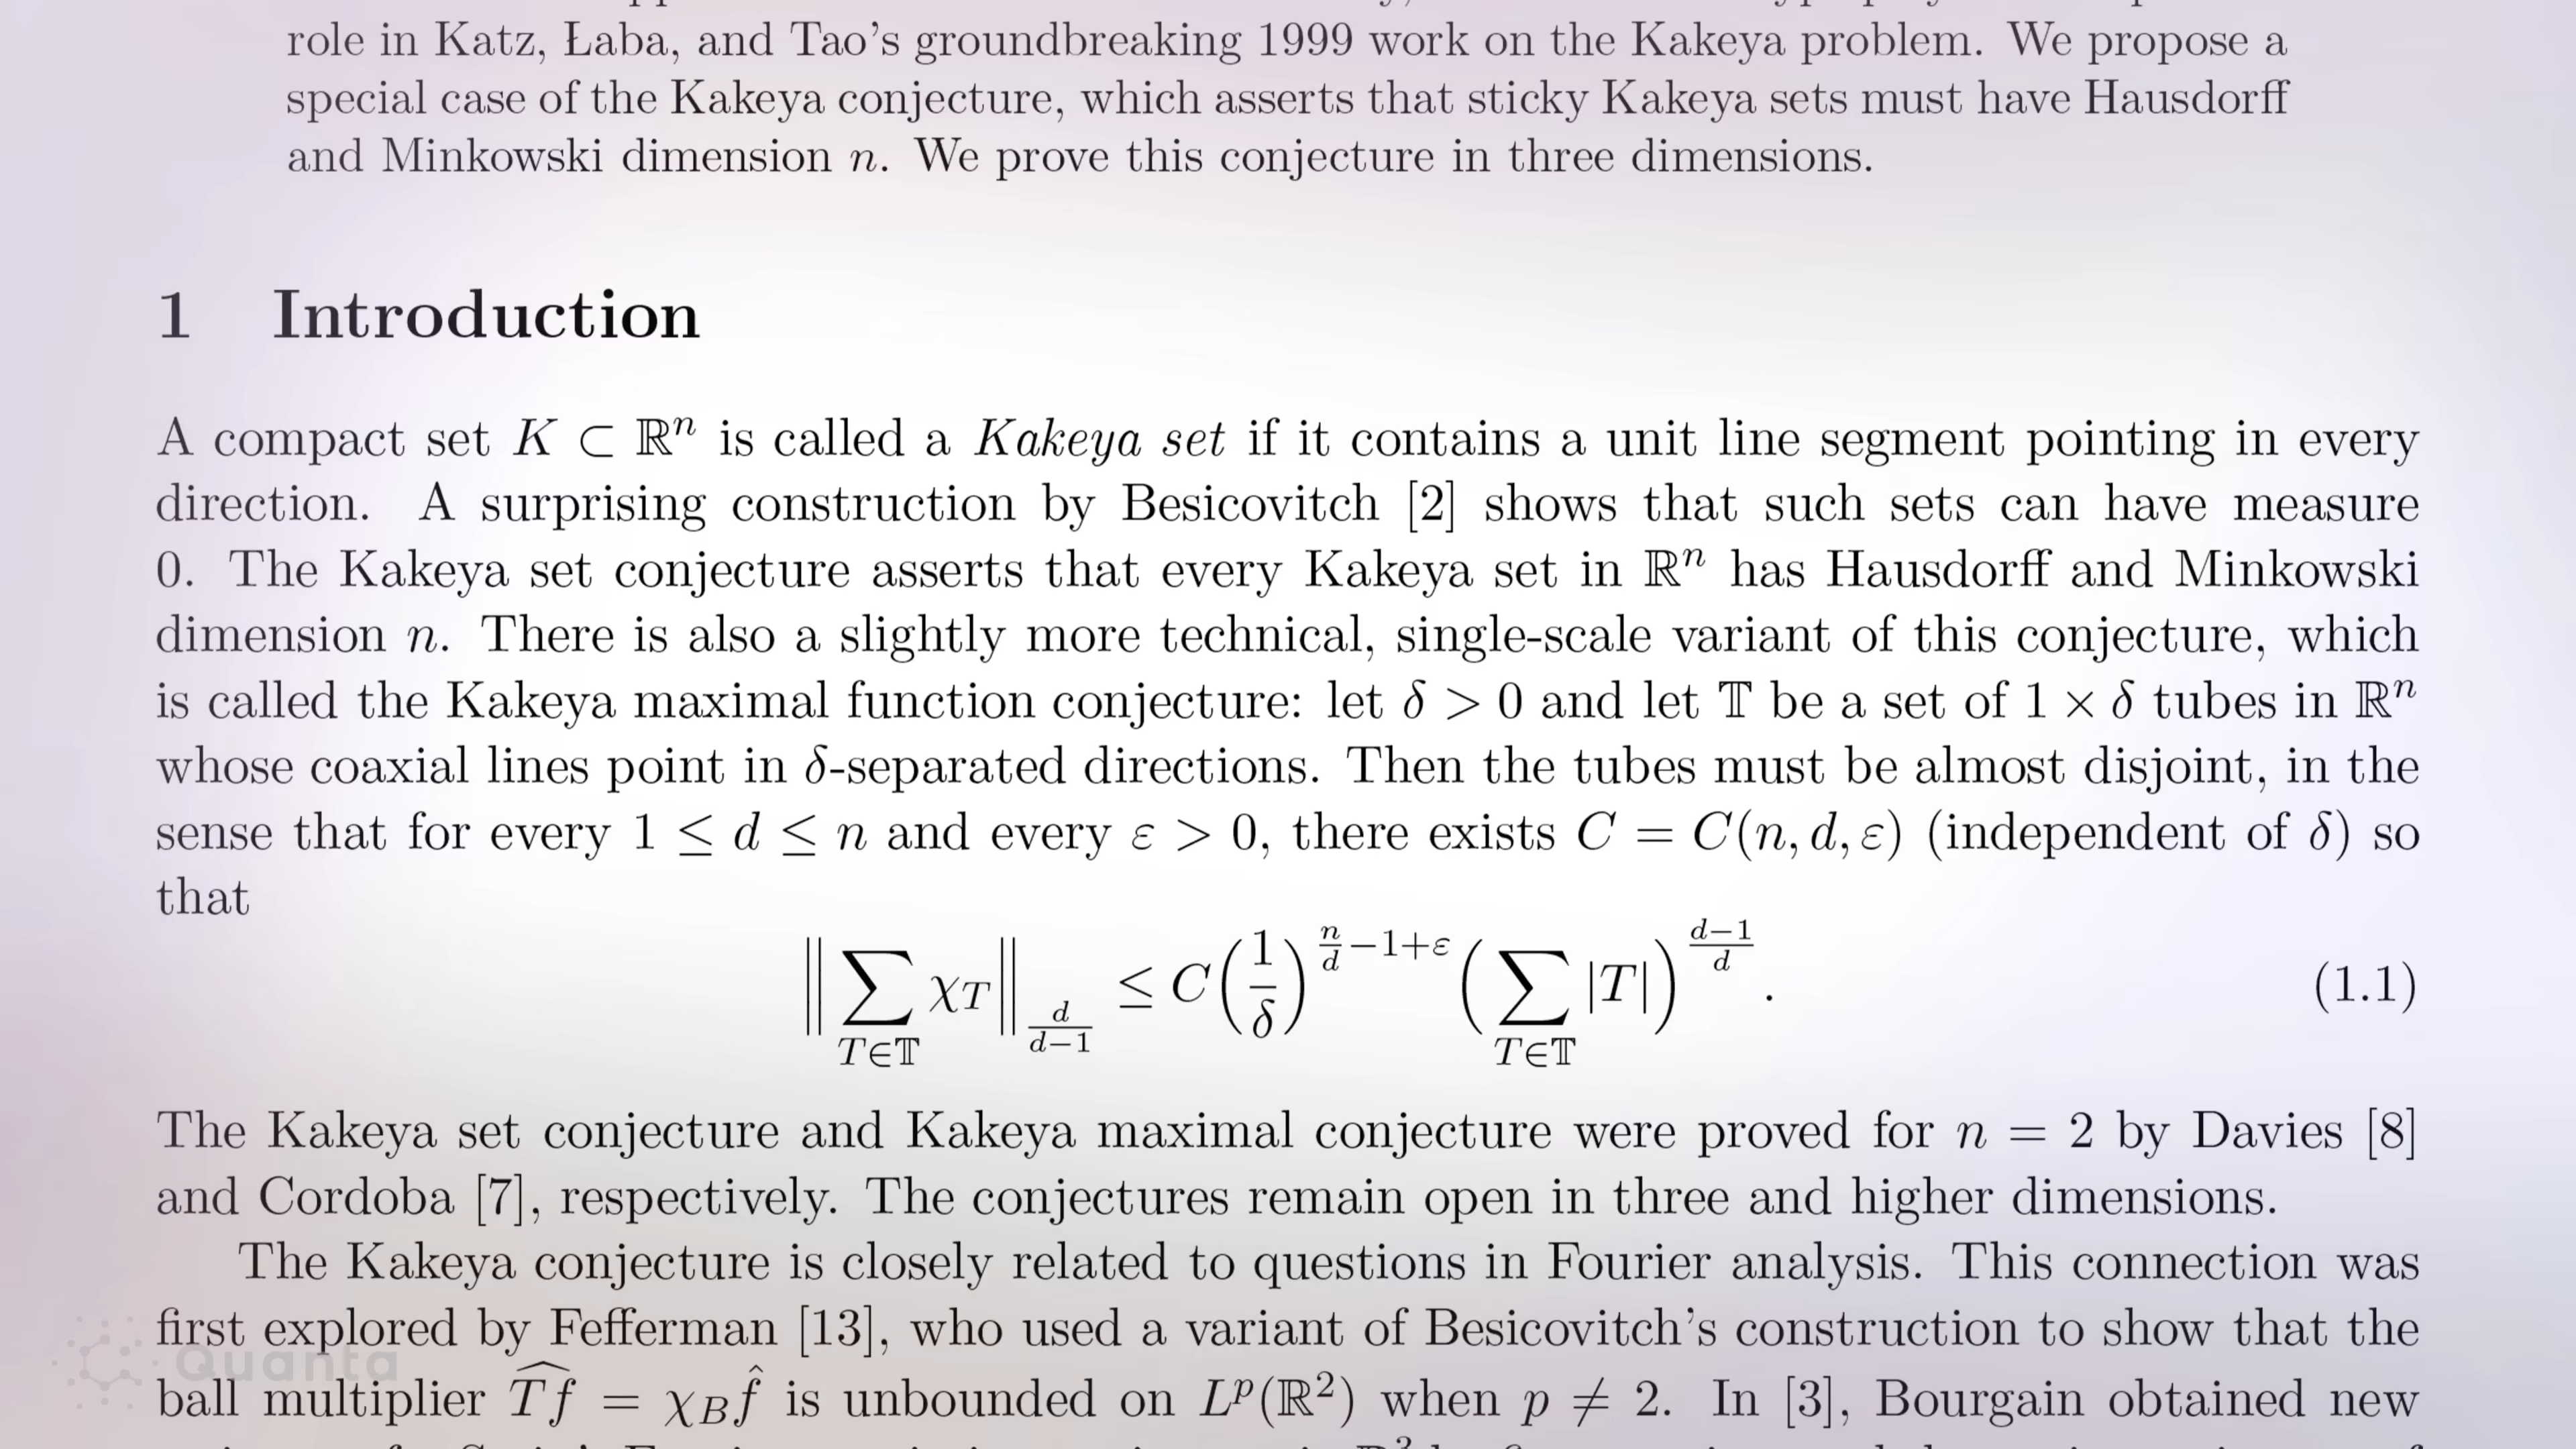 role in Katz, Łaba, and Tao's groundbreaking 1999 work on the Kakeya problem. We propose a
special case of the Kakeya conjecture, which asserts that sticky Kakeya sets must have Hausdorff
and Minkowski dimension n. We prove this conjecture in three dimensions.
1 Introduction
A compact set K ⊂ ℝⁿ is called a Kakeya set if it contains a unit line segment pointing in every
direction. A surprising construction by Besicovitch [2] shows that such sets can have measure
0. The Kakeya set conjecture asserts that every Kakeya set in ℝⁿ has Hausdorff and Minkowski
dimension n. There is also a slightly more technical, single-scale variant of this conjecture, which
is called the Kakeya maximal function conjecture: let δ > 0 and let 𝕋 be a set of 1 × δ tubes in ℝⁿ
whose coaxial lines point in δ-separated directions. Then the tubes must be almost disjoint, in the
sense that for every 1 ≤ d ≤ n and every ε > 0, there exists C = C(n, d, ε) (independent of δ) so
that
‖∑_{T∈𝕋} χ_T‖_{d/(d−1)} ≤ C(1/δ)^{n/d −1+ε} (∑_{T∈𝕋} |T|)^{(d−1)/d}. (1.1)
The Kakeya set conjecture and Kakeya maximal conjecture were proved for n = 2 by Davies [8]
and Cordoba [7], respectively. The conjectures remain open in three and higher dimensions.
The Kakeya conjecture is closely related to questions in Fourier analysis. This connection was
first explored by Fefferman [13], who used a variant of Besicovitch's construction to show that the
Quanta
ball multiplier T̂f = χ_B f̂ is unbounded on Lᵖ(ℝ²) when p ≠ 2. In [3], Bourgain obtained new